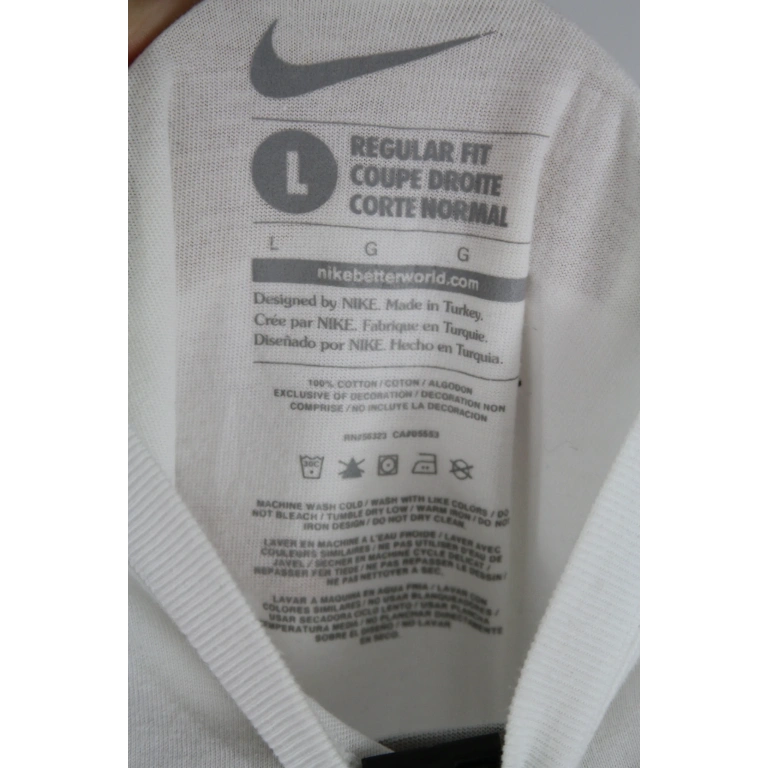 L
REGULAR FIT
COUPE DROITE
CORTE NORMAL
L G G
nikebetterworld.com
Designed by NIKE. Made in Turkey.
Crée par NIKE. Fabrique en Turquie.
Diseñado por NIKE. Hecho en Turquia.
100% COTTON / COTON / ALGODON
EXCLUSIVE OF DECORATION / DECORATION NON
COMPRISE / NO INCLUYE LA DECORACION
RN#56323 CA#05553
MACHINE WASH COLD / WASH WITH LIKE COLORS / DO
NOT BLEACH / TUMBLE DRY LOW / WARM IRON / DO NOT
IRON DESIGN / DO NOT DRY CLEAN
LAVER EN MACHINE A L'EAU FROIDE / LAVER AVEC
COULEURS SIMILAIRES / NE PAS UTILISER D'EAU DE
JAVEL / SECHER EN MACHINE CYCLE DELICAT /
REPASSER FER TIEDE / NE PAS REPASSER LE DESSIN /
NE PAS NETTOYER A SEC.
LAVAR A MAQUINA EN AGUA FRIA / LAVAR CON
COLORES SIMILARES / NO USAR BLANQUEADORES /
USAR SECADORA CICLO LENTO / USAR PLANCHA
TEMPERATURA MEDIA / NO PLANCHAR DIRECTAMENTE
SOBRE EL DISEÑO / NO LAVAR
EN SECO.